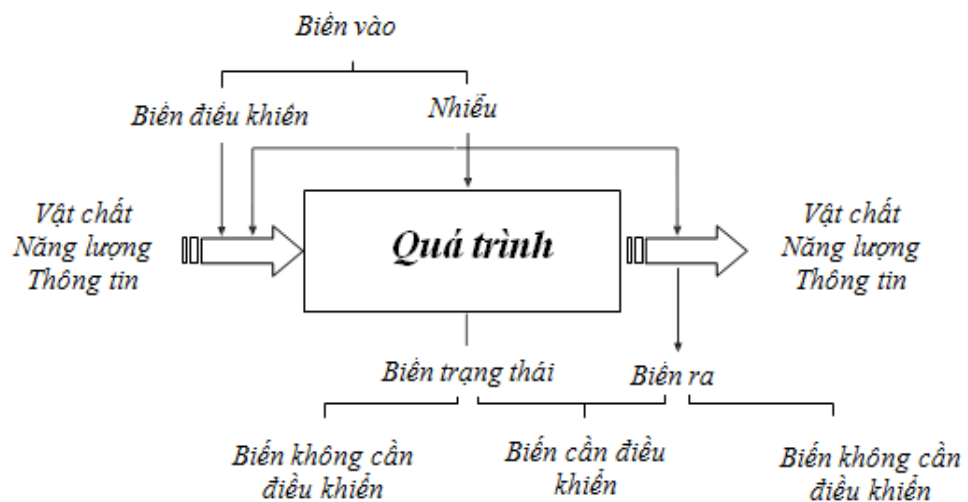 Biến vào
Biến điều khiển
Nhiễu
Vật chất
Năng lượng
Thông tin
Quá trình
Vật chất
Năng lượng
Thông tin
Biến trạng thái
Biến ra
Biến không cần
điều khiển
Biến cần điều
khiển
Biến không cần
điều khiển